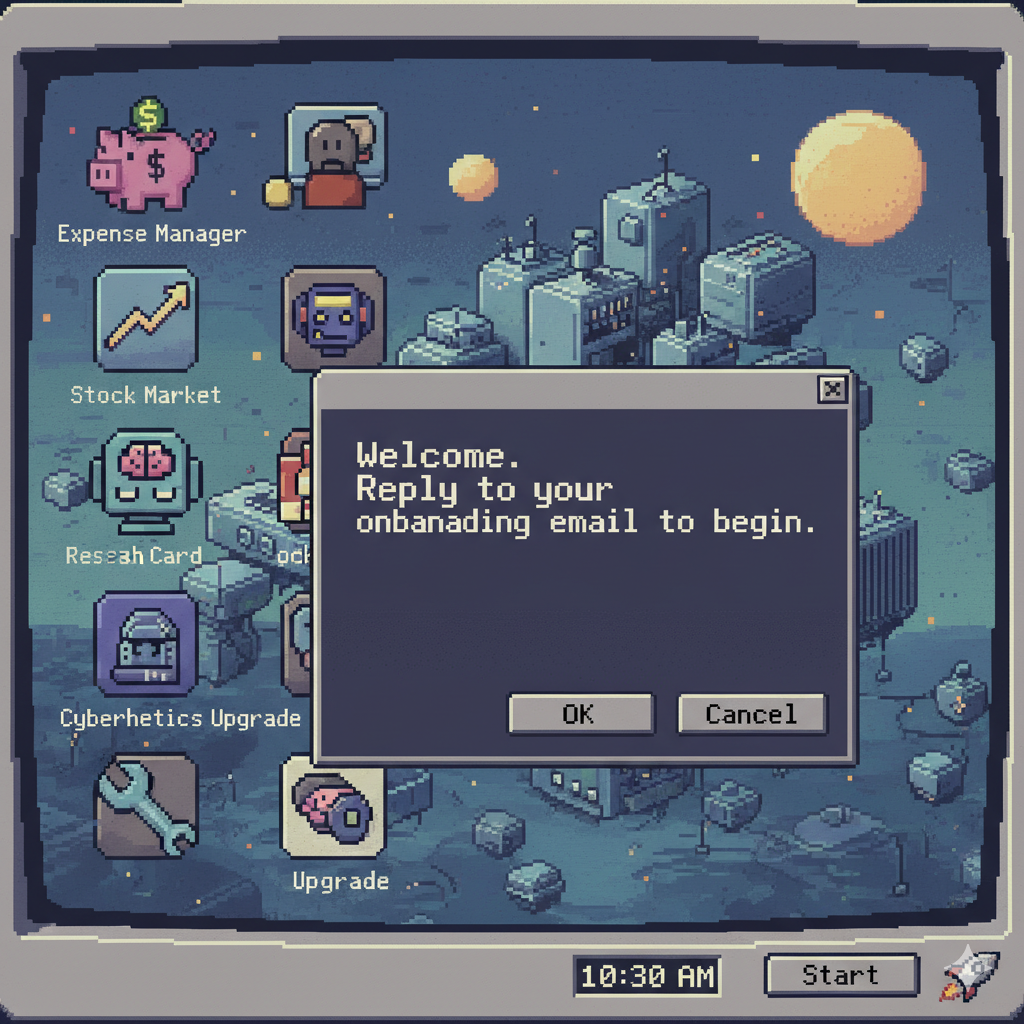 $
$
Expense Manager
Stock Market
Card
Cyberhetics Upgrade
Upgrade
Welcome.
Reply to your
onbanading email to begin.
OK
Cancel
10:30 AM
Start